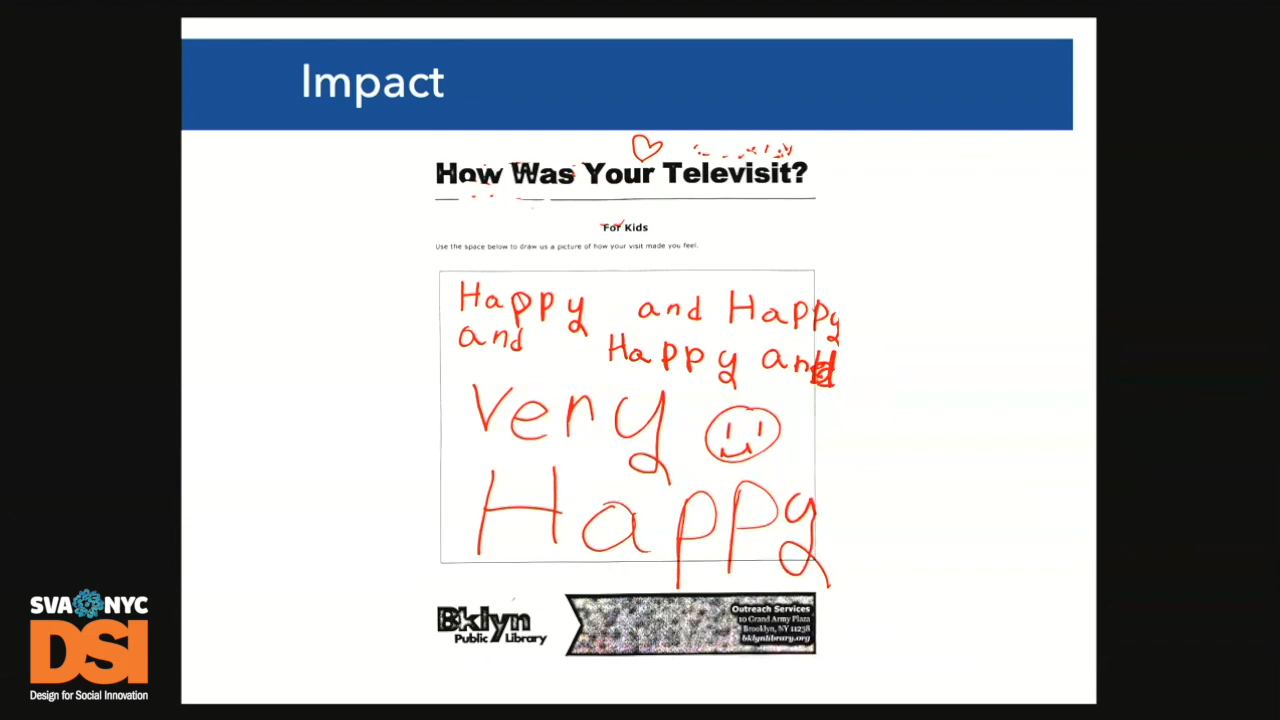 Impact
How Was Your Televisit?
For Kids
Use the space below to draw us a picture of how your visit made you feel.
Happy and Happy
and Happy and
very
Happy
Bklyn
Public Library
Outreach Services
10 Grand Army Plaza
Brooklyn, NY 11238
bklynlibrary.org
SVA NYC
DSI
Design for Social Innovation